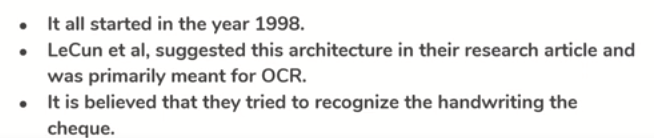 • It all started in the year 1998.
• LeCun et al, suggested this architecture in their research article and
was primarily meant for OCR.
• It is believed that they tried to recognize the handwriting the
cheque.